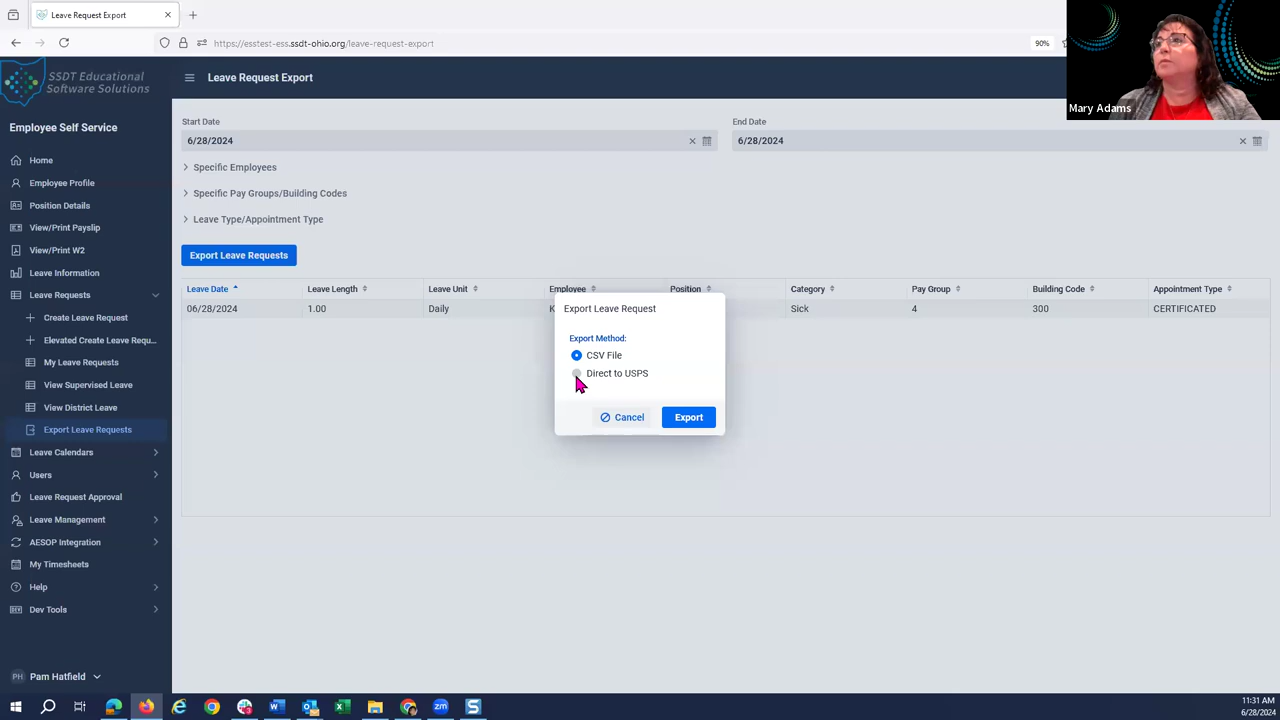 Leave Request Export
https://esstest-ess.ssdt-ohio.org/leave-request-export
90%
SSDT Educational
Software Solutions
Leave Request Export
Mary Adams
Employee Self Service
Home
Employee Profile
Position Details
View/Print Payslip
View/Print W2
Leave Information
Leave Requests
Create Leave Request
Elevated Create Leave Requ...
My Leave Requests
View Supervised Leave
View District Leave
Export Leave Requests
Leave Calendars
Users
Leave Request Approval
Leave Management
AESOP Integration
My Timesheets
Help
Dev Tools
PH Pam Hatfield
Start Date
6/28/2024
End Date
6/28/2024
Specific Employees
Specific Pay Groups/Building Codes
Leave Type/Appointment Type
Export Leave Requests
Leave Date Leave Length Leave Unit Employee Position Category Pay Group Building Code Appointment Type
06/28/2024 1.00 Daily K Sick 4 300 CERTIFICATED
Export Leave Request
Export Method:
CSV File
Direct to USPS
Cancel Export
11:31 AM
6/28/2024